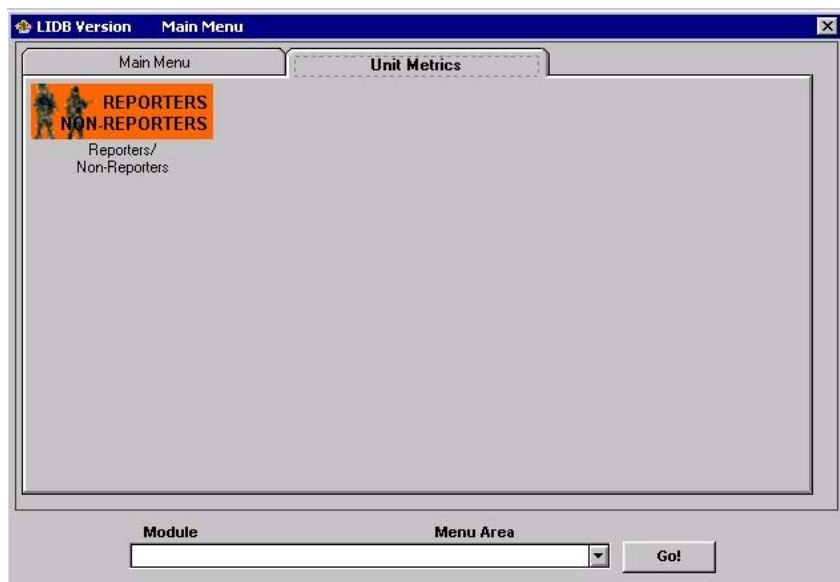 LIDB Version Main Menu
Main Menu
Unit Metrics
REPORTERS
NON-REPORTERS
Reporters/
Non-Reporters
Module
Menu Area
Go!